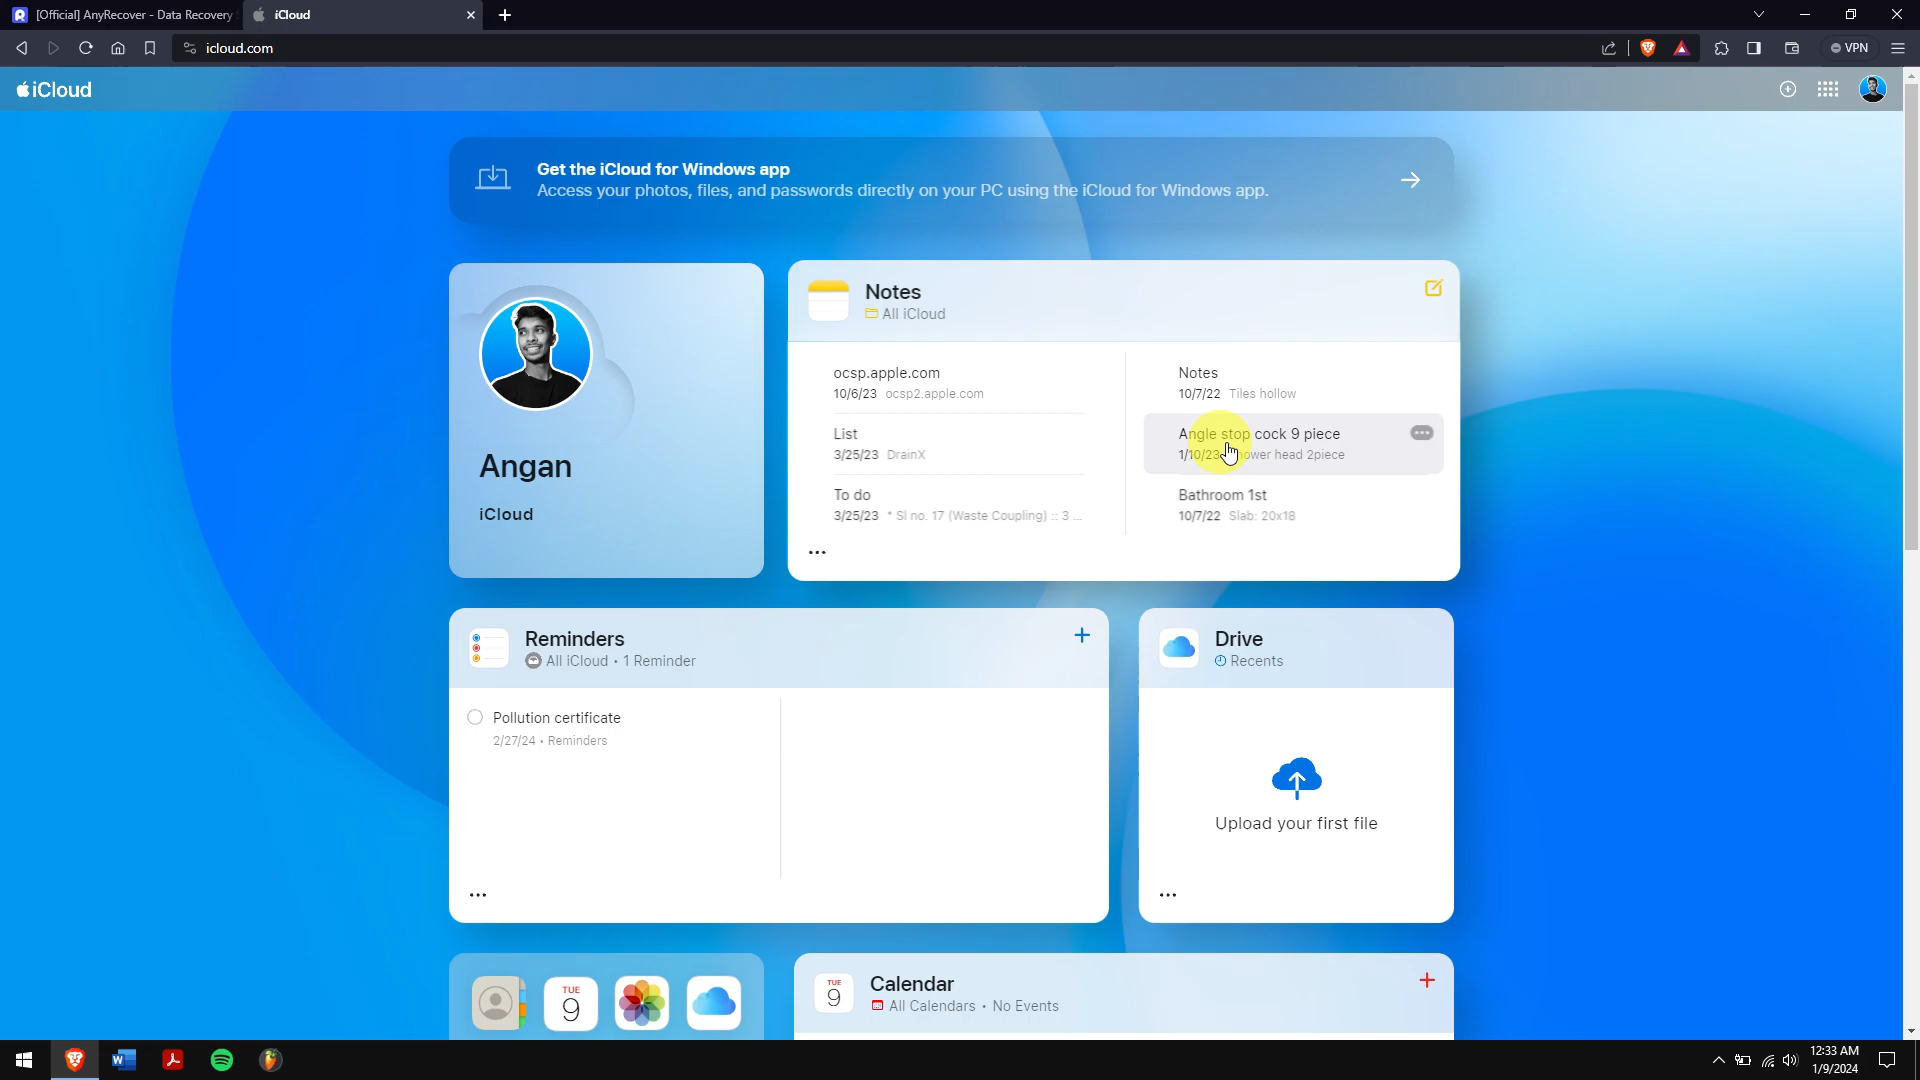 [Official] AnyRecover - Data Recovery
iCloud
icloud.com
VPN
iCloud
Get the iCloud for Windows app
Access your photos, files, and passwords directly on your PC using the iCloud for Windows app.
Angan
iCloud
Notes
All iCloud
ocsp.apple.com
10/6/23 ocsp2.apple.com
List
3/25/23 DrainX
To do
3/25/23 * Sl no. 17 (Waste Coupling) :: 3 ...
Notes
10/7/22 Tiles hollow
Angle stop cock 9 piece
1/10/23 head 2piece
Bathroom 1st
10/7/22 Slab: 20x18
Reminders
All iCloud • 1 Reminder
Pollution certificate
2/27/24 • Reminders
Drive
Recents
Upload your first file
TUE
9
TUE
9
Calendar
All Calendars • No Events
12:33 AM
1/9/2024